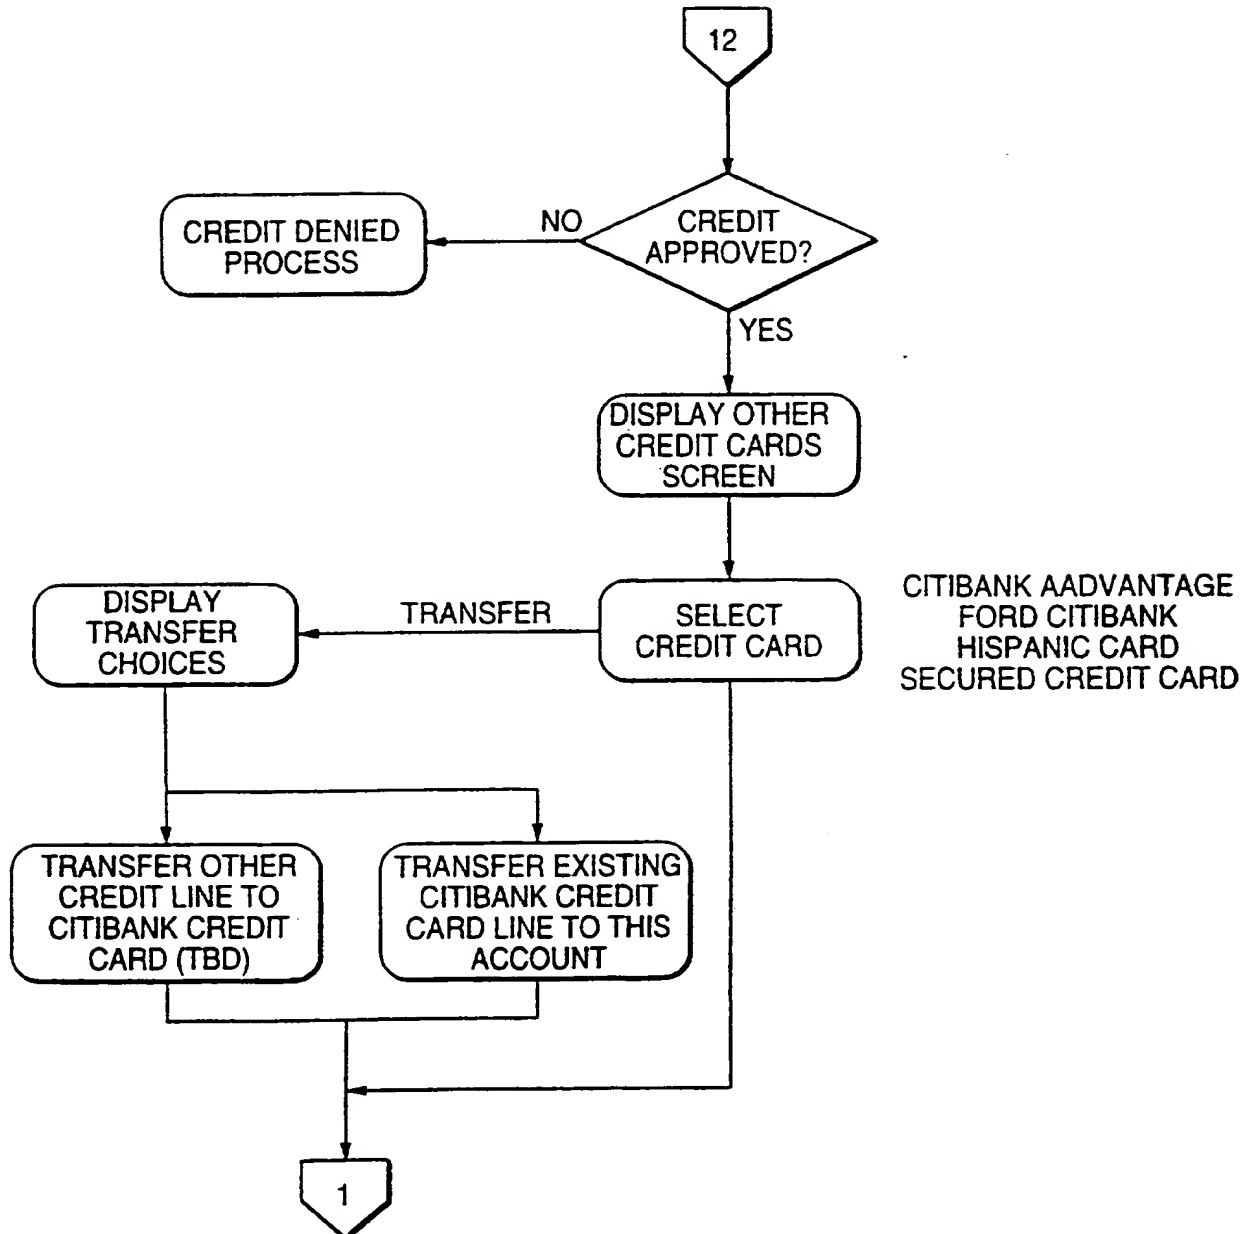 12
CREDIT
APPROVED?
NO
CREDIT DENIED
PROCESS
YES
DISPLAY OTHER
CREDIT CARDS
SCREEN
SELECT
CREDIT CARD
CITIBANK AADVANTAGE
FORD CITIBANK
HISPANIC CARD
SECURED CREDIT CARD
TRANSFER
DISPLAY
TRANSFER
CHOICES
TRANSFER OTHER
CREDIT LINE TO
CITIBANK CREDIT
CARD (TBD)
TRANSFER EXISTING
CITIBANK CREDIT
CARD LINE TO THIS
ACCOUNT
1